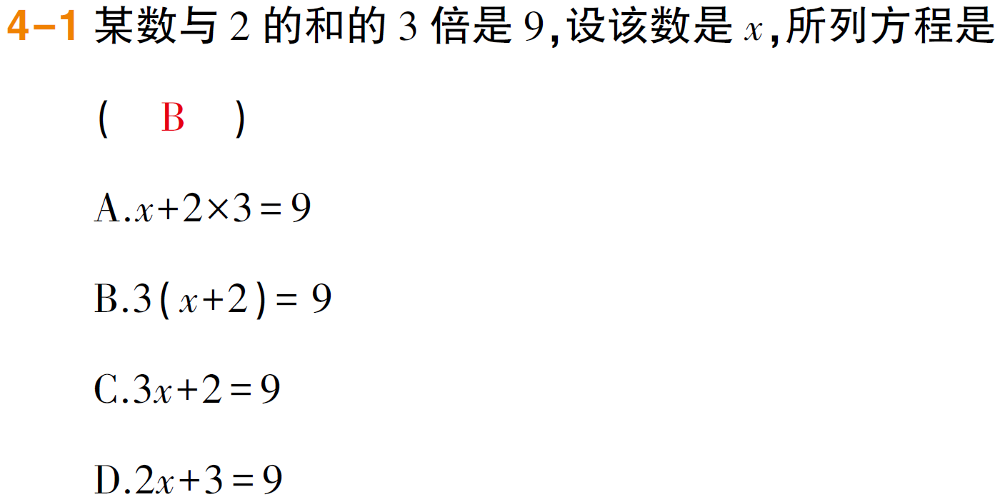 4-1 某数与 2 的和的 3 倍是 9,设该数是 x,所列方程是
( B )
A.x+2×3=9
B.3(x+2)= 9
C.3x+2=9
D.2x+3=9